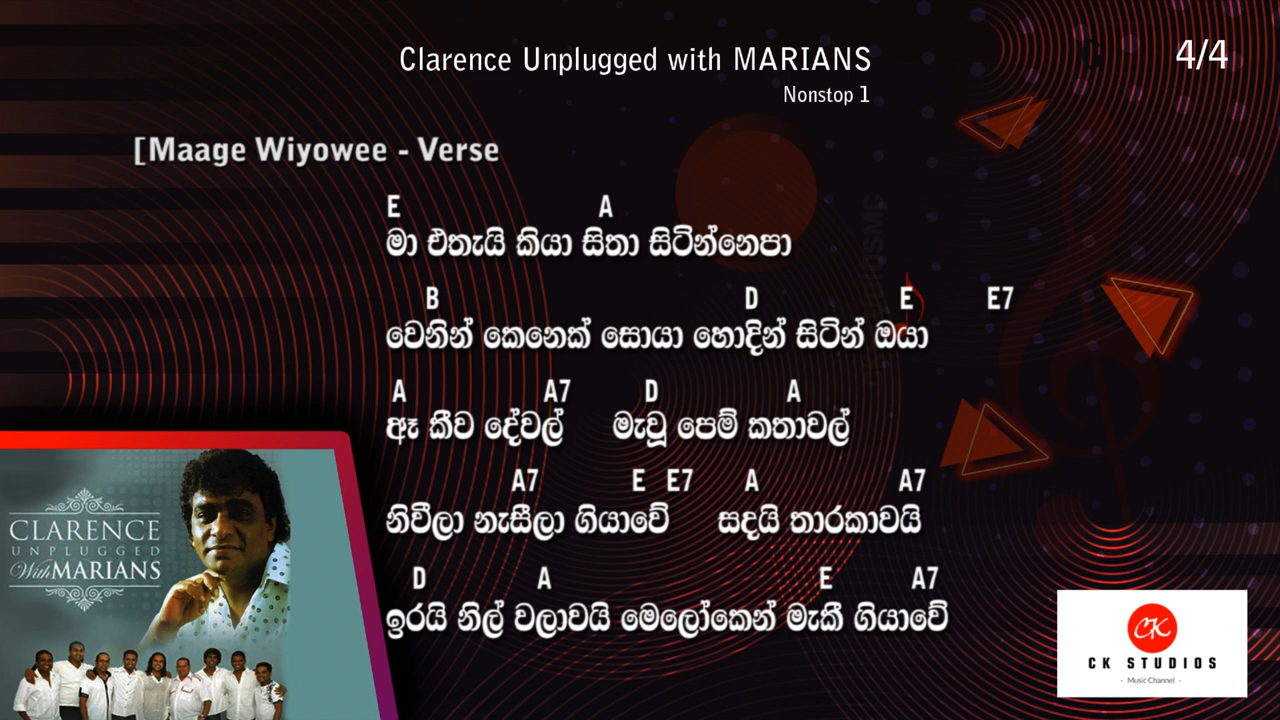 Clarence Unplugged with MARIANS
4/4
Nonstop 1
[Maage Wiyowee - Verse
E A
මා එතැයි කියා සිතා සිටින්නෙපා
B D E E7
වෙනින් කෙනෙක් සොයා හොදින් සිටින් ඔයා
A A7 D A
ඈ කීව දේවල් මැවූ පෙම් කතාවල්
A7 E E7 A A7
නිවීලා නැසීලා ගියාවේ සදයි තාරකාවයි
D A E A7
ඉරයි නිල් වලාවයි මෙලෝකෙන් මැකී ගියාවේ
CLARENCE
UNPLUGGED
With MARIANS
CK
CK STUDIOS
- Music Channel -